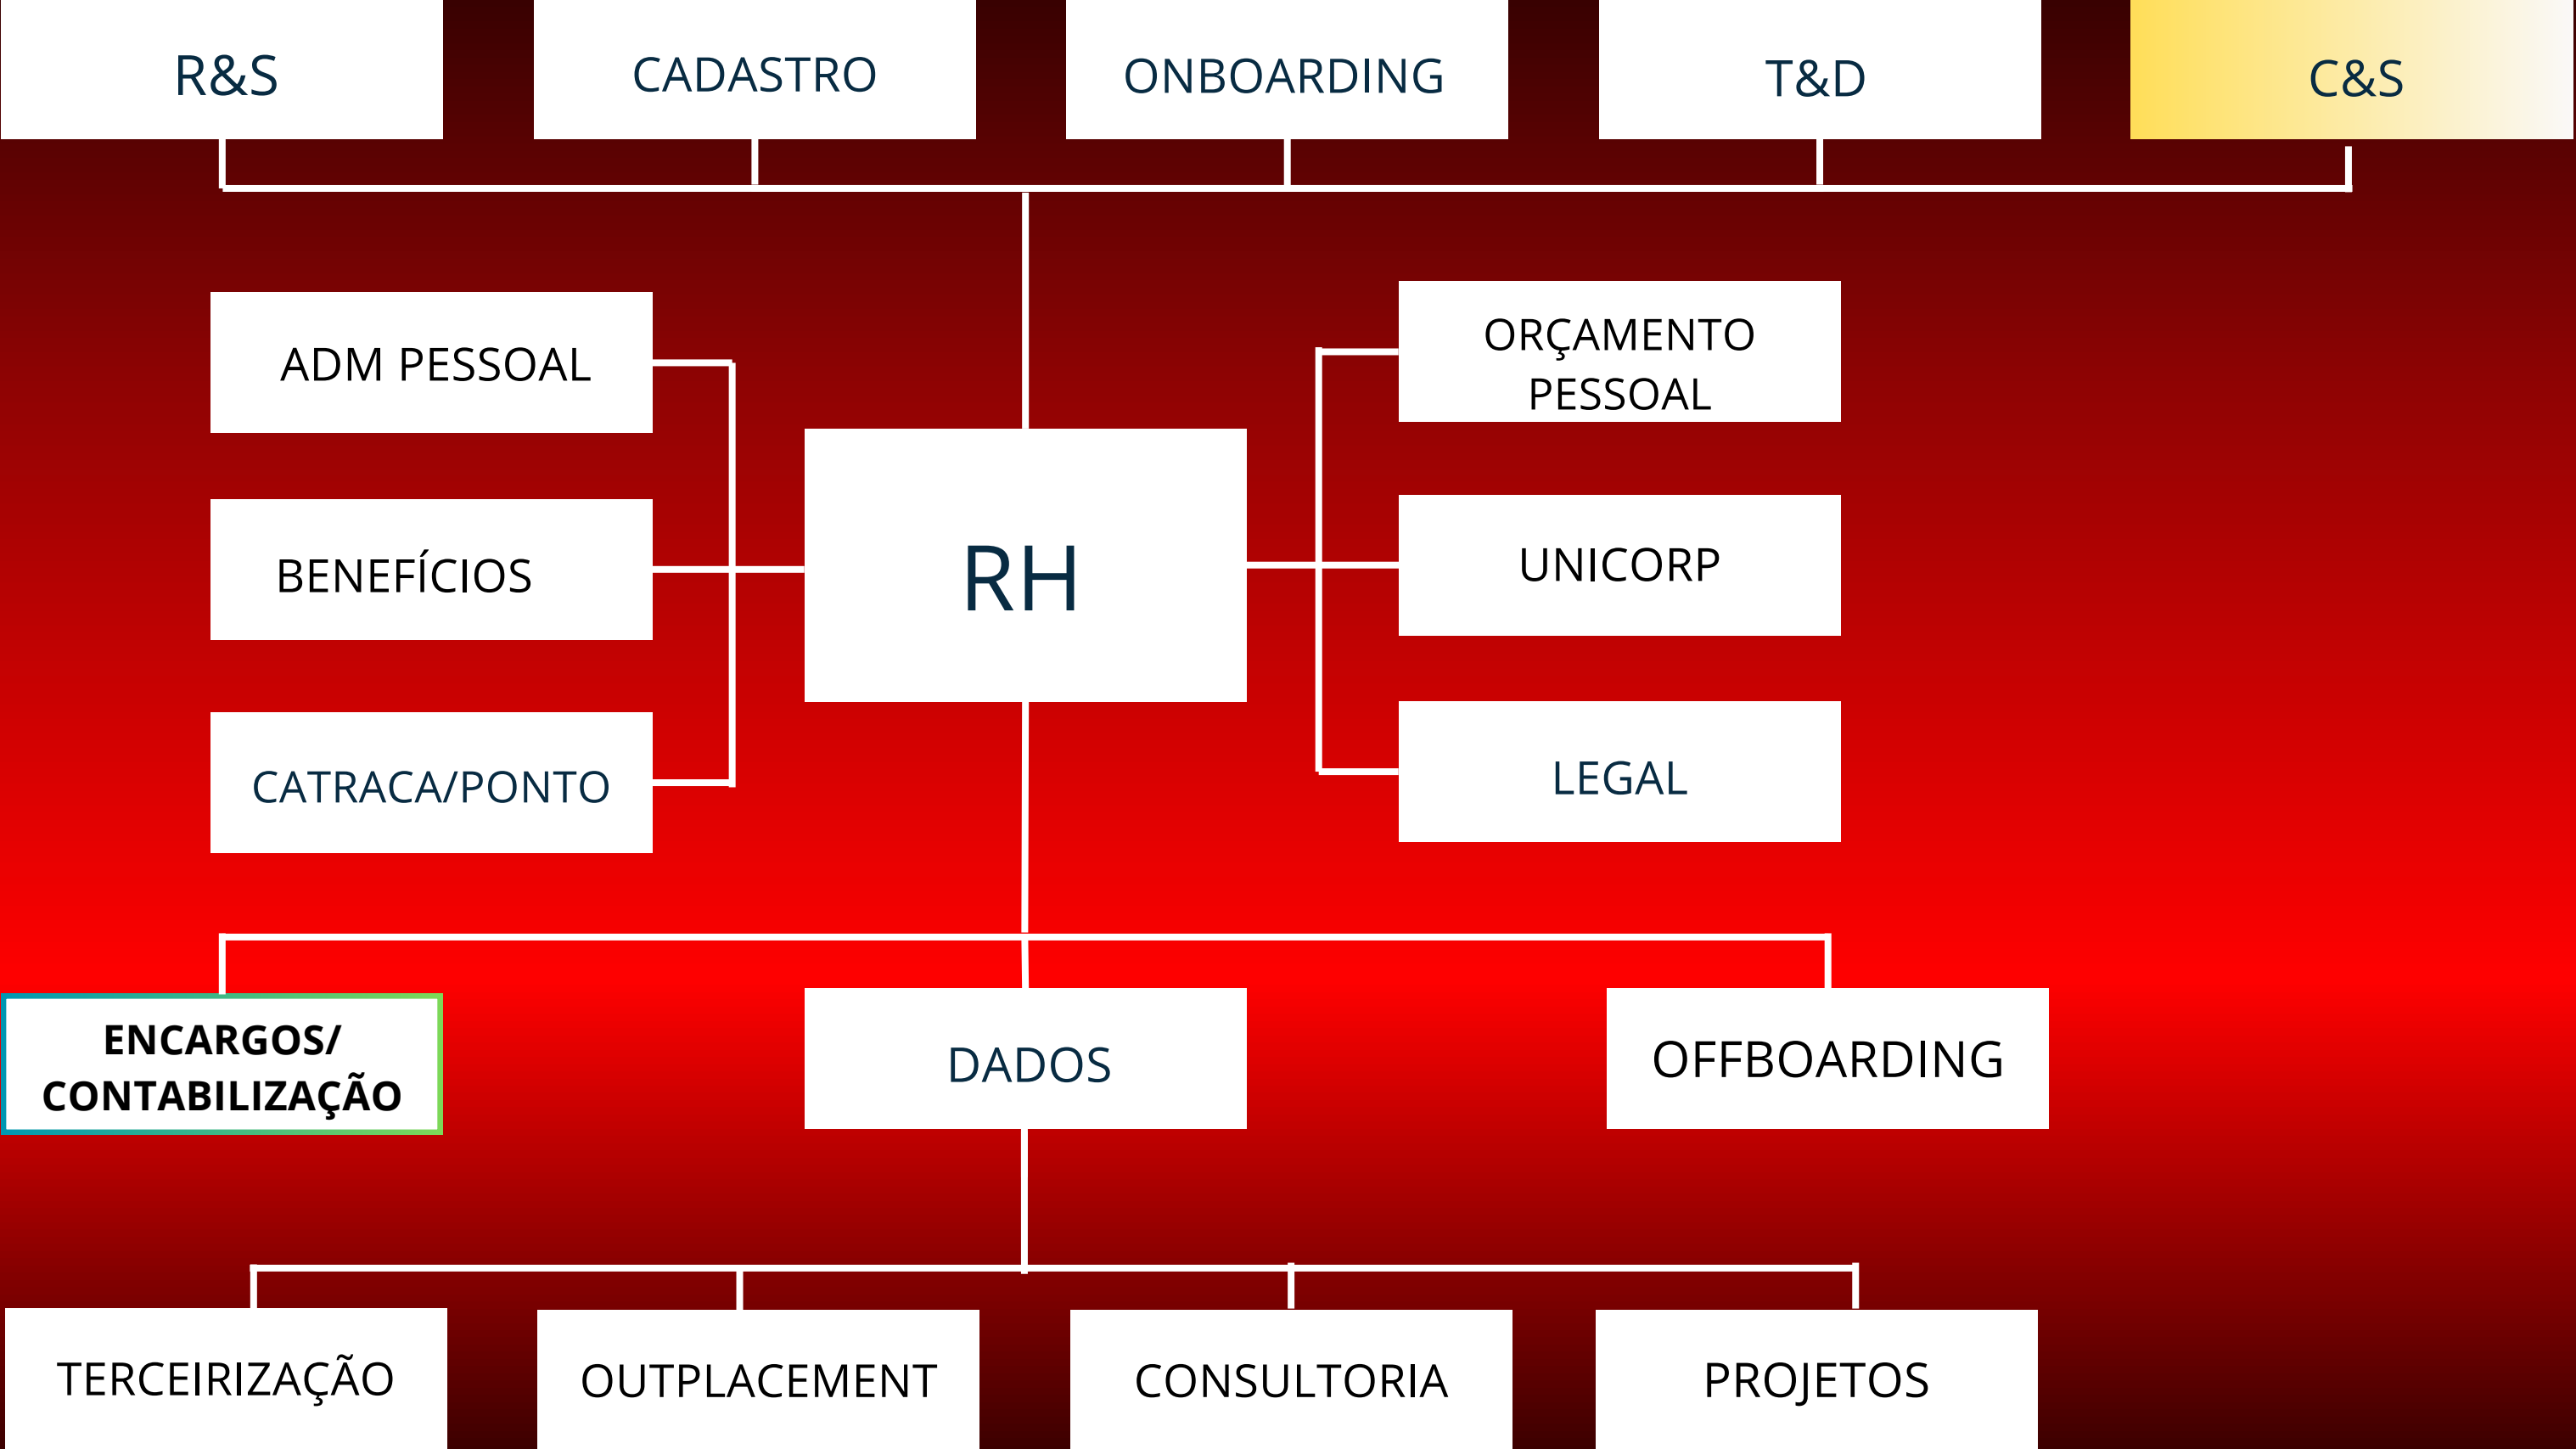 R&S
CADASTRO
ONBOARDING
T&D
C&S
ADM PESSOAL
BENEFÍCIOS
CATRACA/PONTO
RH
ORÇAMENTO
PESSOAL
UNICORP
LEGAL
ENCARGOS/
CONTABILIZAÇÃO
DADOS
OFFBOARDING
TERCEIRIZAÇÃO
OUTPLACEMENT
CONSULTORIA
PROJETOS